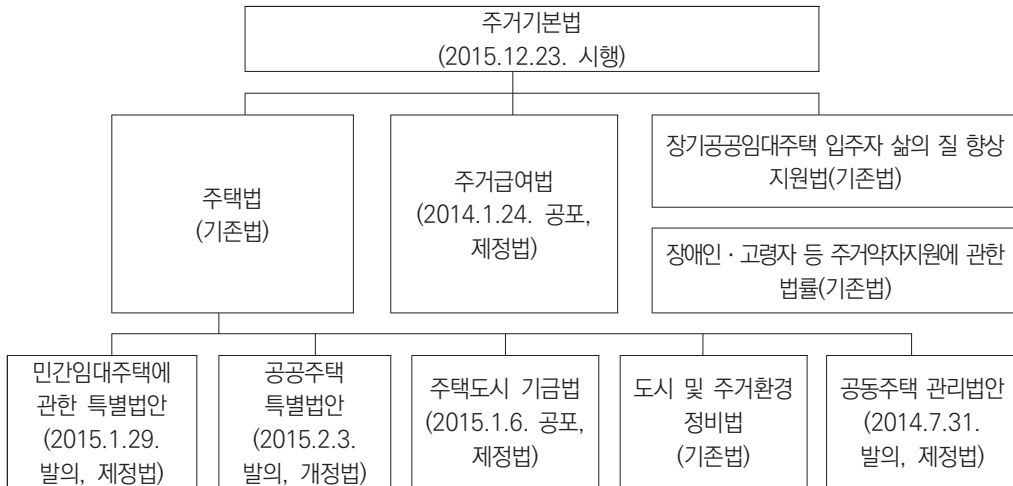 주거기본법
(2015.12.23. 시행)
주택법
(기존법)
주거급여법
(2014.1.24. 공포,
제정법)
장기공공임대주택 입주자 삶의 질 향상
지원법(기존법)
장애인·고령자 등 주거약자지원에 관한
법률(기존법)
민간임대주택에
관한 특별법안
(2015.1.29.
발의, 제정법)
공공주택
특별법안
(2015.2.3.
발의, 개정법)
주택도시 기금법
(2015.1.6. 공포,
제정법)
도시 및 주거환경
정비법
(기존법)
공동주택 관리법안
(2014.7.31.
발의, 제정법)